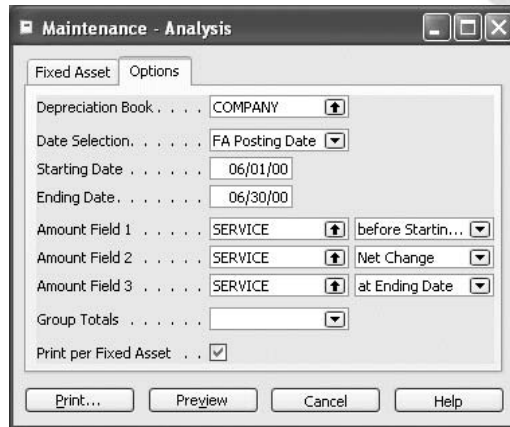 Maintenance - Analysis
Fixed Asset Options
Depreciation Book . . . . COMPANY
Date Selection. . . . . . FA Posting Date
Starting Date . . . . . . 06/01/00
Ending Date. . . . . . . 06/30/00
Amount Field 1 . . . . . SERVICE before Startin...
Amount Field 2 . . . . . SERVICE Net Change
Amount Field 3 . . . . . SERVICE at Ending Date
Group Totals . . . . . .
Print per Fixed Asset . .
Print... Preview Cancel Help